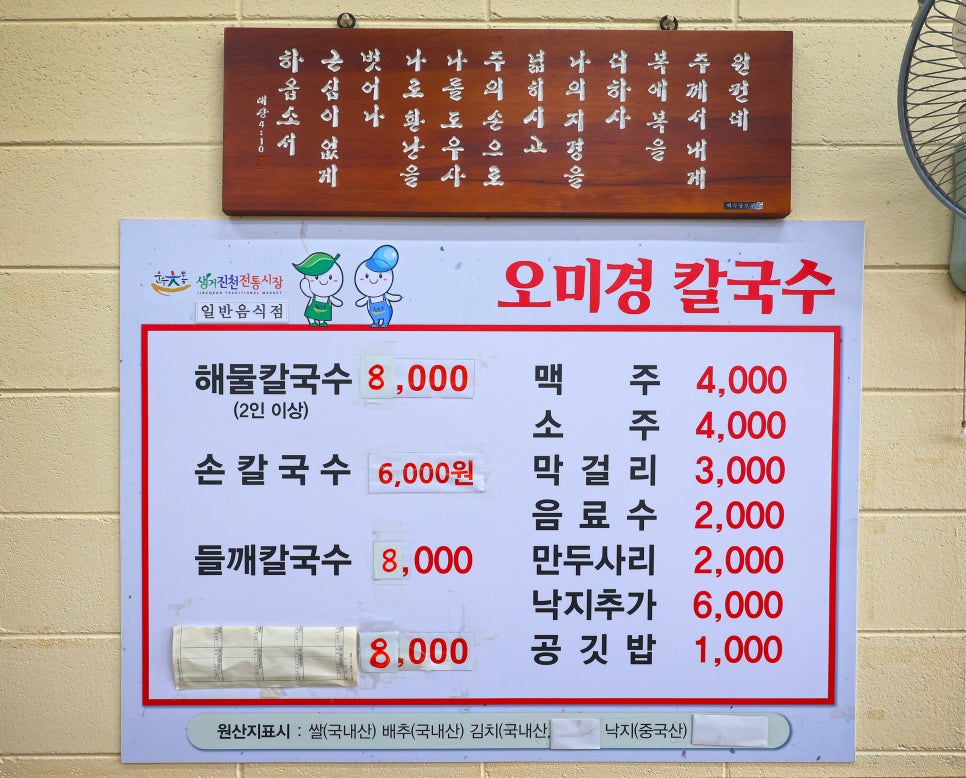 원컨데
주께서 내게
복에 복을
더하사
나의 지경을
넓히시고
주의 손으로
나를 도우사
나로 환난을
벗어나
근심이 없게
하옵소서
대상 4:10
생거진천전통시장
JINCHEON TRADITIONAL MARKET
일반음식점
오미경 칼국수
해물칼국수 8,000
(2인 이상)
손칼국수 6,000원
들깨칼국수 8,000
8,000
맥주 4,000
소주 4,000
막걸리 3,000
음료수 2,000
만두사리 2,000
낙지추가 6,000
공깃밥 1,000
원산지표시 : 쌀(국내산) 배추(국내산) 김치(국내산, 낙지(중국산)